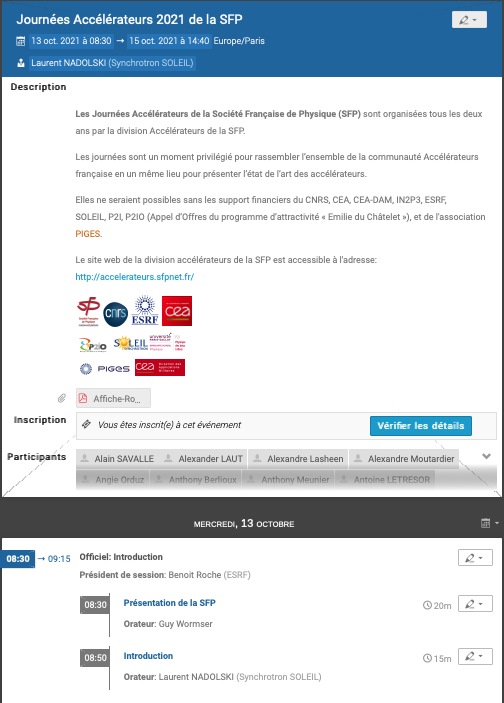 Journées Accélérateurs 2021 de la SFP
13 oct. 2021 à 08:30 → 15 oct. 2021 à 14:40 Europe/Paris
Laurent NADOLSKI (Synchrotron SOLEIL)
Description
Les Journées Accélérateurs de la Société Française de Physique (SFP) sont organisées tous les deux
ans par la division Accélérateurs de la SFP.
Les journées sont un moment privilégié pour rassembler l'ensemble de la communauté Accélérateurs
française en un même lieu pour présenter l'état de l'art des accélérateurs.
Elles ne seraient possibles sans les support financiers du CNRS, CEA, CEA-DAM, IN2P3, ESRF,
SOLEIL, P2I, P2IO (Appel d'Offres du programme d'attractivité « Emilie du Châtelet »), et de l'association
PIGES.
Le site web de la division accélérateurs de la SFP est accessible à l'adresse:
http://accelerateurs.sfpnet.fr/
sfp cnrs ESRF cea
P2IO SOLEIL
PIGES cea
Affiche-Ro...
Inscription
Vous êtes inscrit(e) à cet événement
Vérifier les détails
Participants
Alain SAVALLE Alexander LAUT Alexandre Lasheen Alexandre Moutardier
Angie Orduz Anthony Berlioux Anthony Meunier Antoine LETRESOR
MERCREDI, 13 OCTOBRE
08:30 → 09:15 Officiel: Introduction
Président de session: Benoit Roche (ESRF)
08:30 Présentation de la SFP 20m
Orateur: Guy Wormser
08:50 Introduction 15m
Orateur: Laurent NADOLSKI (Synchrotron SOLEIL)